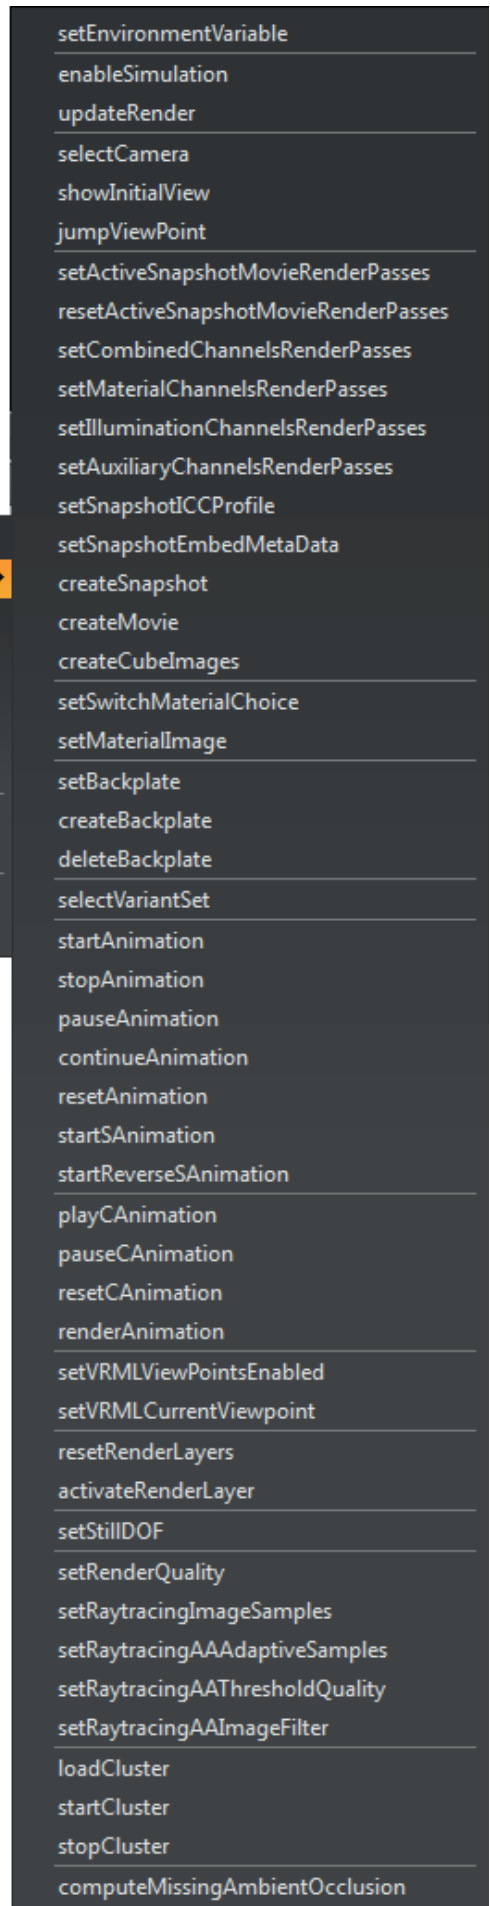 setEnvironmentVariable
enableSimulation
updateRender
selectCamera
showInitialView
jumpViewPoint
setActiveSnapshotMovieRenderPasses
resetActiveSnapshotMovieRenderPasses
setCombinedChannelsRenderPasses
setMaterialChannelsRenderPasses
setIlluminationChannelsRenderPasses
setAuxiliaryChannelsRenderPasses
setSnapshotICCProfile
setSnapshotEmbedMetaData
createSnapshot
createMovie
createCubeImages
setSwitchMaterialChoice
setMaterialImage
setBackplate
createBackplate
deleteBackplate
selectVariantSet
startAnimation
stopAnimation
pauseAnimation
continueAnimation
resetAnimation
startSAnimation
startReverseSAnimation
playCAnimation
pauseCAnimation
resetCAnimation
renderAnimation
setVRMLViewPointsEnabled
setVRMLCurrentViewpoint
resetRenderLayers
activateRenderLayer
setStillDOF
setRenderQuality
setRaytracingImageSamples
setRaytracingAAAdaptiveSamples
setRaytracingAAThresholdQuality
setRaytracingAAImageFilter
loadCluster
startCluster
stopCluster
computeMissingAmbientOcclusion